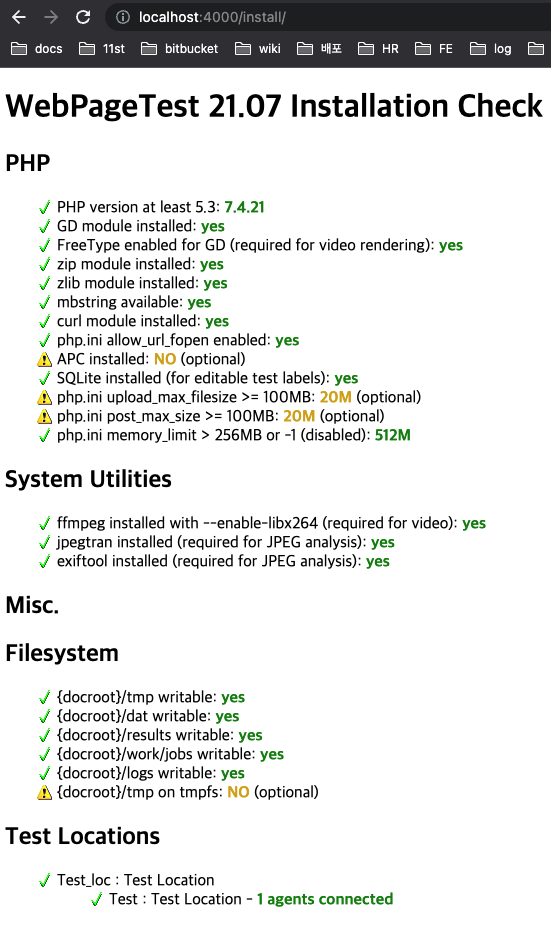 localhost:4000/install/
docs 11st bitbucket wiki 배포 HR FE log
WebPageTest 21.07 Installation Check
PHP
PHP version at least 5.3: 7.4.21
GD module installed: yes
FreeType enabled for GD (required for video rendering): yes
zip module installed: yes
zlib module installed: yes
mbstring available: yes
curl module installed: yes
php.ini allow_url_fopen enabled: yes
APC installed: NO (optional)
SQLite installed (for editable test labels): yes
php.ini upload_max_filesize >= 100MB: 20M (optional)
php.ini post_max_size >= 100MB: 20M (optional)
php.ini memory_limit > 256MB or -1 (disabled): 512M
System Utilities
ffmpeg installed with --enable-libx264 (required for video): yes
jpegtran installed (required for JPEG analysis): yes
exiftool installed (required for JPEG analysis): yes
Misc.
Filesystem
{docroot}/tmp writable: yes
{docroot}/dat writable: yes
{docroot}/results writable: yes
{docroot}/work/jobs writable: yes
{docroot}/logs writable: yes
{docroot}/tmp on tmpfs: NO (optional)
Test Locations
Test_loc : Test Location
Test : Test Location - 1 agents connected